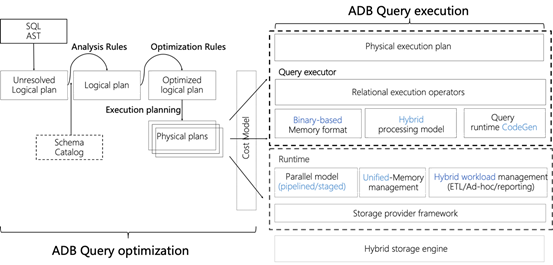 ADB Query execution
SQL
AST
Analysis Rules
Optimization Rules
Unresolved
Logical plan
Logical plan
Optimized
logical plan
Execution planning
Schema
Catalog
Physical plans
Cost Model
ADB Query optimization
Physical execution plan
Query executor
Relational execution operators
Binary-based
Memory format
Hybrid
processing model
Query
runtime CodeGen
Runtime
Parallel model
(pipelined/staged)
Unified-Memory
management
Hybrid workload management
(ETL/Ad-hoc/reporting)
Storage provider framework
Hybrid storage engine